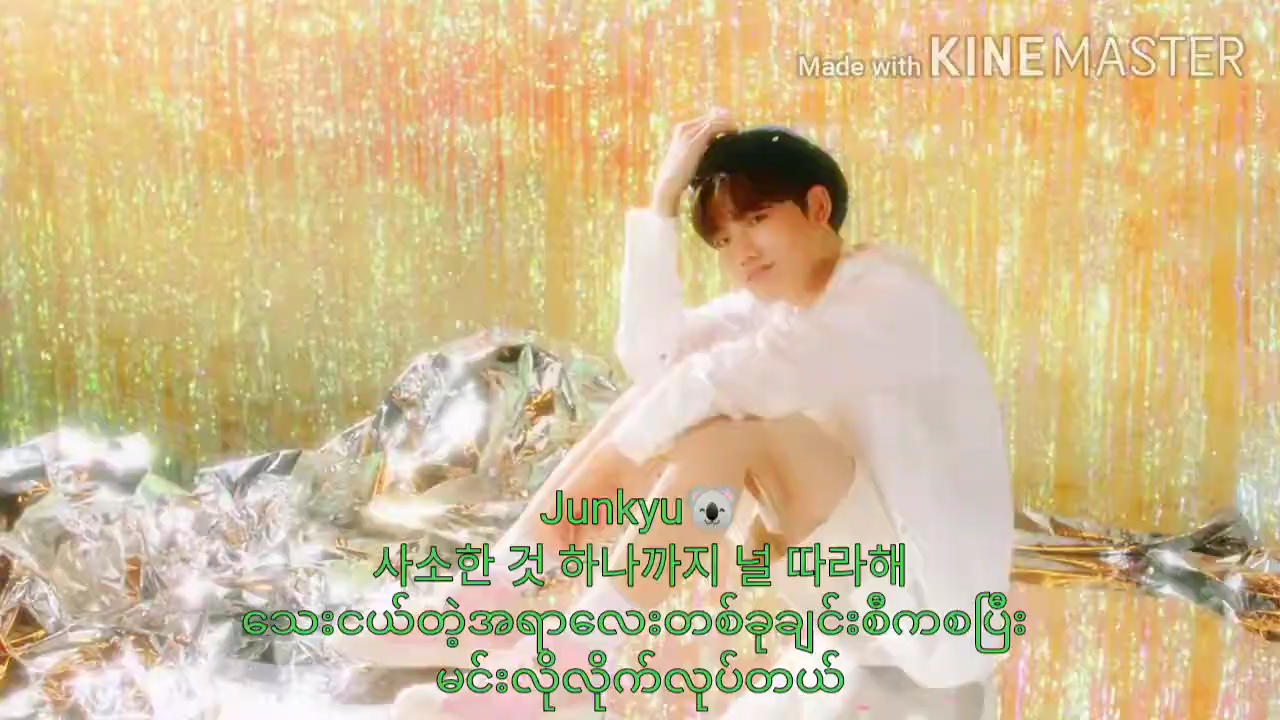 Made with KINEMASTER
Junkyu🐨
사소한 것 하나까지 널 따라해
သေးငယ်တဲ့အရာလေးတစ်ခုချင်းစီကစပြီး
မင်းလိုလိုက်လုပ်တယ်